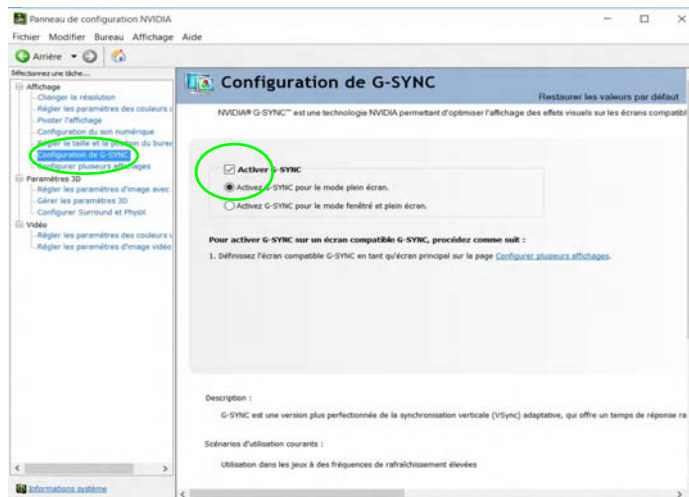 Panneau de configuration NVIDIA
Fichier Modifier Bureau Affichage Aide
Arrière
Sélectionnez une tâche...
Affichage
Changer la résolution
Régler les paramètres des couleurs
Pivoter l'affichage
Configuration du son numérique
Régler la taille et la position du bure
Configuration de G-SYNC
Configurer plusieurs affichages
Paramètres 3D
Régler les paramètres d'image avec
Gérer les paramètres 3D
Configurer Surround et PhysX
Vidéo
Régler les paramètres des couleurs
Régler les paramètres d'image vidéo
Informations système
Configuration de G-SYNC
Restaurer les valeurs par défaut
NVIDIA® G-SYNC™ est une technologie NVIDIA permettant d'optimiser l'affichage des effets visuels sur les écrans compatibl
Activer G-SYNC
Activez G-SYNC pour le mode plein écran.
Activez G-SYNC pour le mode fenêtré et plein écran.
Pour activer G-SYNC sur un écran compatible G-SYNC, procédez comme suit :
1. Définissez l'écran compatible G-SYNC en tant qu'écran principal sur la page Configurer plusieurs affichages.
Description :
G-SYNC est une version plus perfectionnée de la synchronisation verticale (VSync) adaptative, qui offre un temps de réponse ra
Scénarios d'utilisation courants :
Utilisation dans les jeux à des fréquences de rafraîchissement élevées